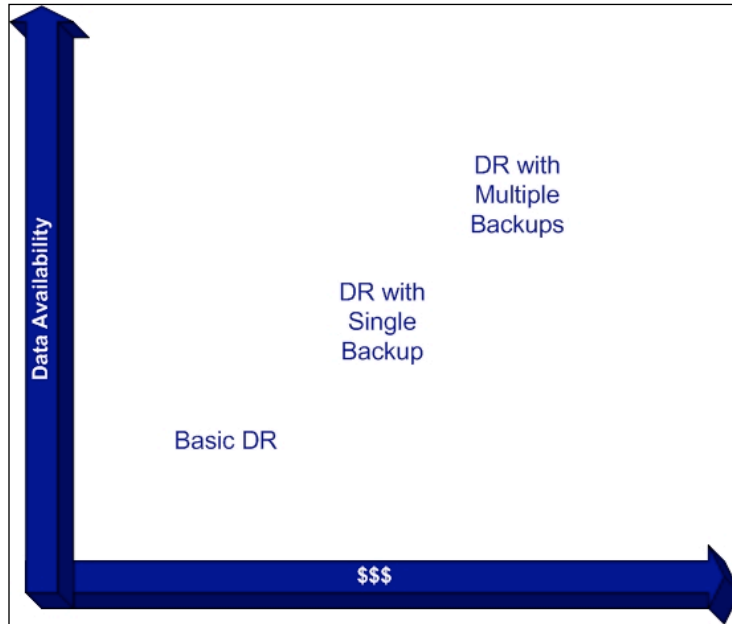 DR with
Multiple
Backups
Data Availability
DR with
Single
Backup
Basic DR
$$$